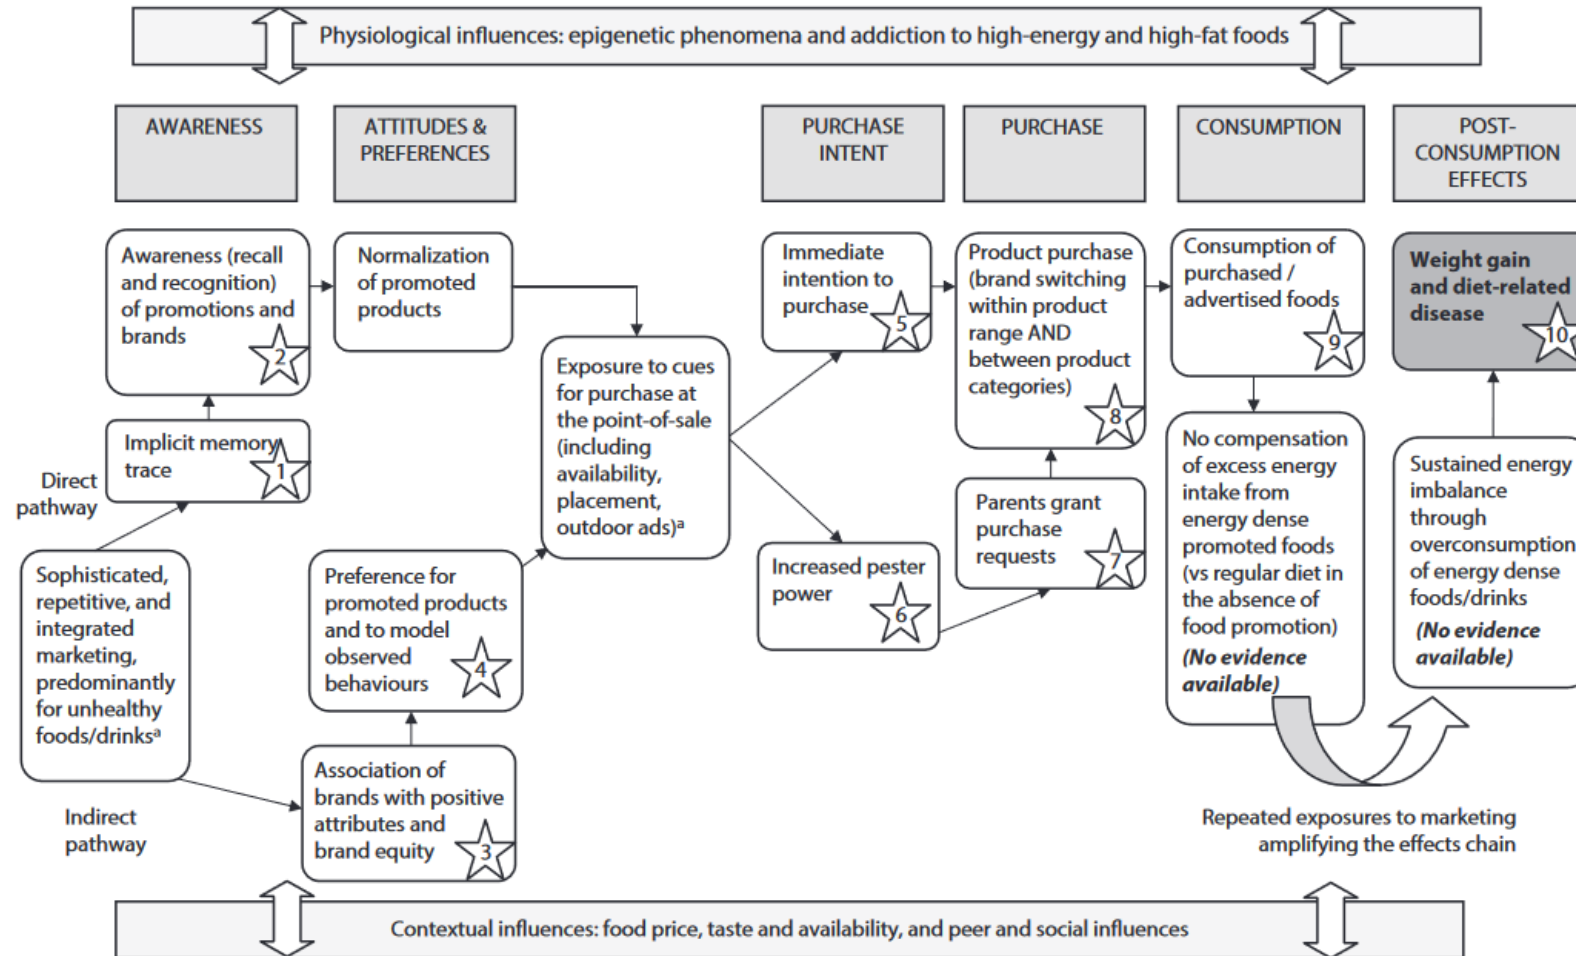 Physiological influences: epigenetic phenomena and addiction to high-energy and high-fat foods
AWARENESS
ATTITUDES &
PREFERENCES
PURCHASE
INTENT
PURCHASE
CONSUMPTION
POST-
CONSUMPTION
EFFECTS
Awareness (recall
and recognition)
of promotions and
brands
2
Normalization
of promoted
products
Immediate
intention to
purchase
5
Product purchase
(brand switching
within product
range AND
between product
categories)
8
Consumption of
purchased /
advertised foods
9
Weight gain
and diet-related
disease
10
Exposure to cues
for purchase at
the point-of-sale
(including
availability,
placement,
outdoor ads)ª
Implicit memory
trace
1
Direct
pathway
No compensation
of excess energy
intake from
energy dense
promoted foods
(vs regular diet in
the absence of
food promotion)
(No evidence
available)
Sustained energy
imbalance
through
overconsumption
of energy dense
foods/drinks
(No evidence
available)
Parents grant
purchase
requests
7
Sophisticated,
repetitive, and
integrated
marketing,
predominantly
for unhealthy
foods/drinksª
Preference for
promoted products
and to model
observed
behaviours
4
Increased pester
power
6
Association of
brands with positive
attributes and
brand equity
3
Indirect
pathway
Repeated exposures to marketing
amplifying the effects chain
Contextual influences: food price, taste and availability, and peer and social influences